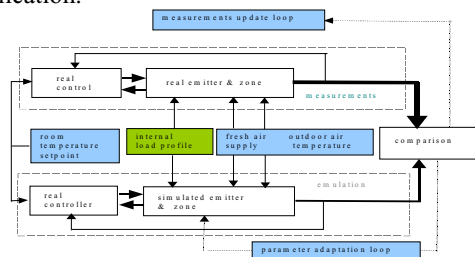 ification.
measurements update loop
real
control
real emitter & zone
measurements
room
temperature
setpoint
internal
load profile
fresh air
supply
outdoor air
temperature
comparison
real
controller
simulated emitter
& zone
emulation
parameter adaptation loop